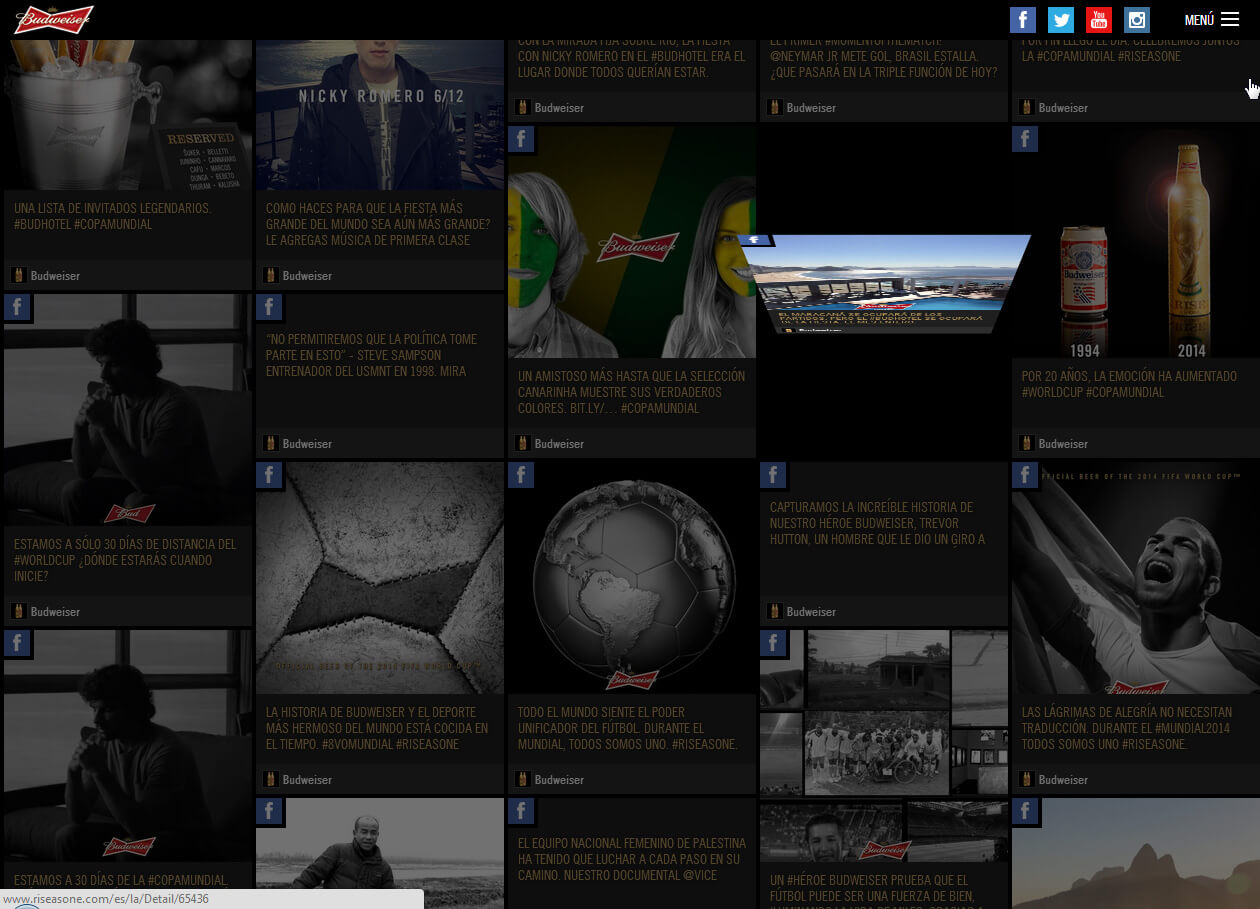 Budweiser
You
Tube
MENÚ
Budweiser
RESERVED
ŠUKER • BELLETTI
JUNINHO • CANNAVARO
CAFU • MARCOS
DUNGA • BEBETO
THURAM • KALUSHA
UNA LISTA DE INVITADOS LEGENDARIOS.
#BUDHOTEL #COPAMUNDIAL
Budweiser
ESTAMOS A SÓLO 30 DÍAS DE DISTANCIA DEL
#WORLDCUP ¿DÓNDE ESTARÁS CUANDO
INICIE?
Bud
Budweiser
Budweiser
ESTAMOS A 30 DÍAS DE LA #COPAMUNDIAL.
NICKY ROMERO 6/12
COMO HACES PARA QUE LA FIESTA MÁS
GRANDE DEL MUNDO SEA AÚN MÁS GRANDE?
LE AGREGAS MÚSICA DE PRIMERA CLASE
Budweiser
“NO PERMITIREMOS QUE LA POLÍTICA TOME
PARTE EN ESTO” - STEVE SAMPSON
ENTRENADOR DEL USMNT EN 1998. MIRA
Budweiser
OFFICIAL BEER OF THE 2014 FIFA WORLD CUP™
LA HISTORIA DE BUDWEISER Y EL DEPORTE
MAS HERMOSO DEL MUNDO ESTÁ COCIDA EN
EL TIEMPO. #8VOMUNDIAL #RISEASONE
Budweiser
CON LA MIRADA FIJA SOBRE RIO, LA FIESTA
CON NICKY ROMERO EN EL #BUDHOTEL ERA EL
LUGAR DONDE TODOS QUERÍAN ESTAR.
Budweiser
Budweiser
UN AMISTOSO MÁS HASTA QUE LA SELECCIÓN
CANARINHA MUESTRE SUS VERDADEROS
COLORES. BIT.LY/… #COPAMUNDIAL
Budweiser
Budweiser
TODO EL MUNDO SIENTE EL PODER
UNIFICADOR DEL FÚTBOL. DURANTE EL
MUNDIAL, TODOS SOMOS UNO. #RISEASONE.
Budweiser
EL EQUIPO NACIONAL FEMENINO DE PALESTINA
HA TENIDO QUE LUCHAR A CADA PASO EN SU
CAMINO. NUESTRO DOCUMENTAL @VICE
EL PRIMER #MOMENTOFTHEMATCH:
@NEYMAR JR METE GOL, BRASIL ESTALLA.
¿QUE PASARÁ EN LA TRIPLE FUNCIÓN DE HOY?
Budweiser
EL MARACANÁ SE OCUPARÁ DE LOS
PARTIDOS, PERO EL #BUDHOTEL SE OCUPARÁ
CAPTURAMOS LA INCREÍBLE HISTORIA DE
NUESTRO HÉROE BUDWEISER, TREVOR
HUTTON, UN HOMBRE QUE LE DIO UN GIRO A
Budweiser
Budweiser
UN #HÉROE BUDWEISER PRUEBA QUE EL
FÚTBOL PUEDE SER UNA FUERZA DE BIEN,
POR FIN LLEGÓ EL DÍA. CELEBREMOS JUNTOS
LA #COPAMUNDIAL #RISEASONE
Budweiser
Budweiser
RISE
1994
2014
POR 20 AÑOS, LA EMOCIÓN HA AUMENTADO
#WORLDCUP #COPAMUNDIAL
Budweiser
OFFICIAL BEER OF THE 2014 FIFA WORLD CUP™
Budweiser
LAS LÁGRIMAS DE ALEGRÍA NO NECESITAN
TRADUCCIÓN. DURANTE EL #MUNDIAL2014
TODOS SOMOS UNO #RISEASONE.
Budweiser
www.riseasone.com/es/la/Detail/65436